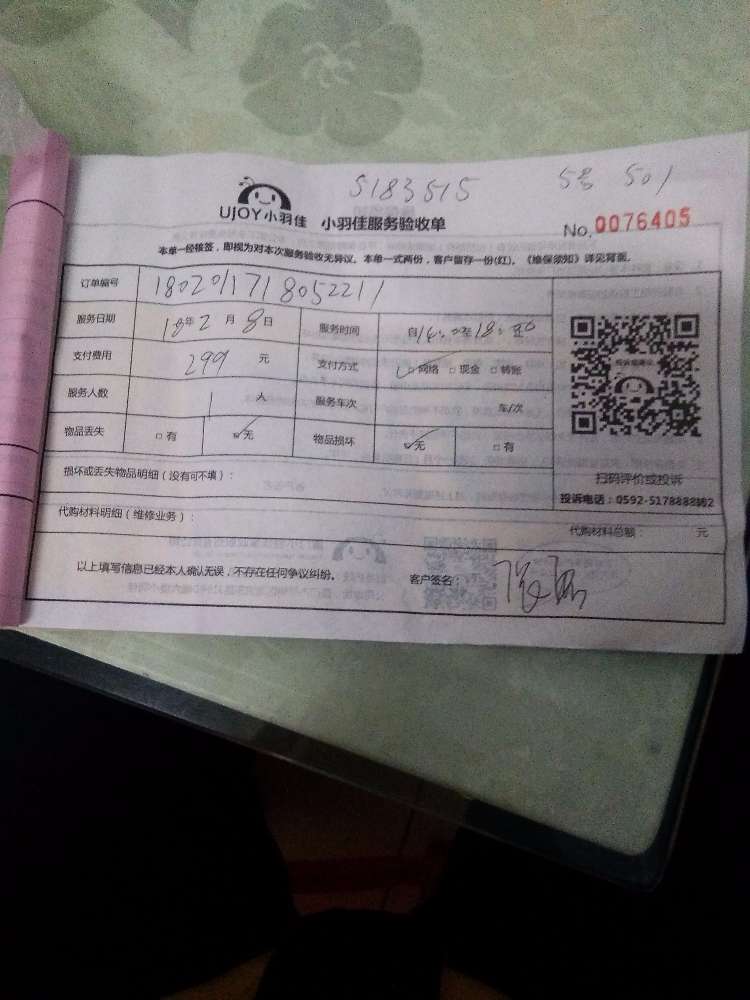 5183515 5号 501
UJOY小羽佳 小羽佳服务验收单 No.0076405
本单一经核签，即视为对本次服务验收无异议。本单一式两份，客户留存一份(红)。《维保须知》详见背面。
订单编号 180201718052211
服务日期 18年2月8日 服务时间 自14:0至18:00
支付费用 299元 支付方式 ☑网络 □现金 □转账
服务人数 1人 服务车次 车/次
物品丢失 □有 ☑无 物品损坏 ☑无 □有
损坏或丢失物品明细（没有可不填）：
扫码评价或投诉
投诉电话：0592-5178888转2
代购材料明细（维修业务）： 代购材料总额： 元
以上填写信息已经本人确认无误，不存在任何争议纠纷。 客户签名：